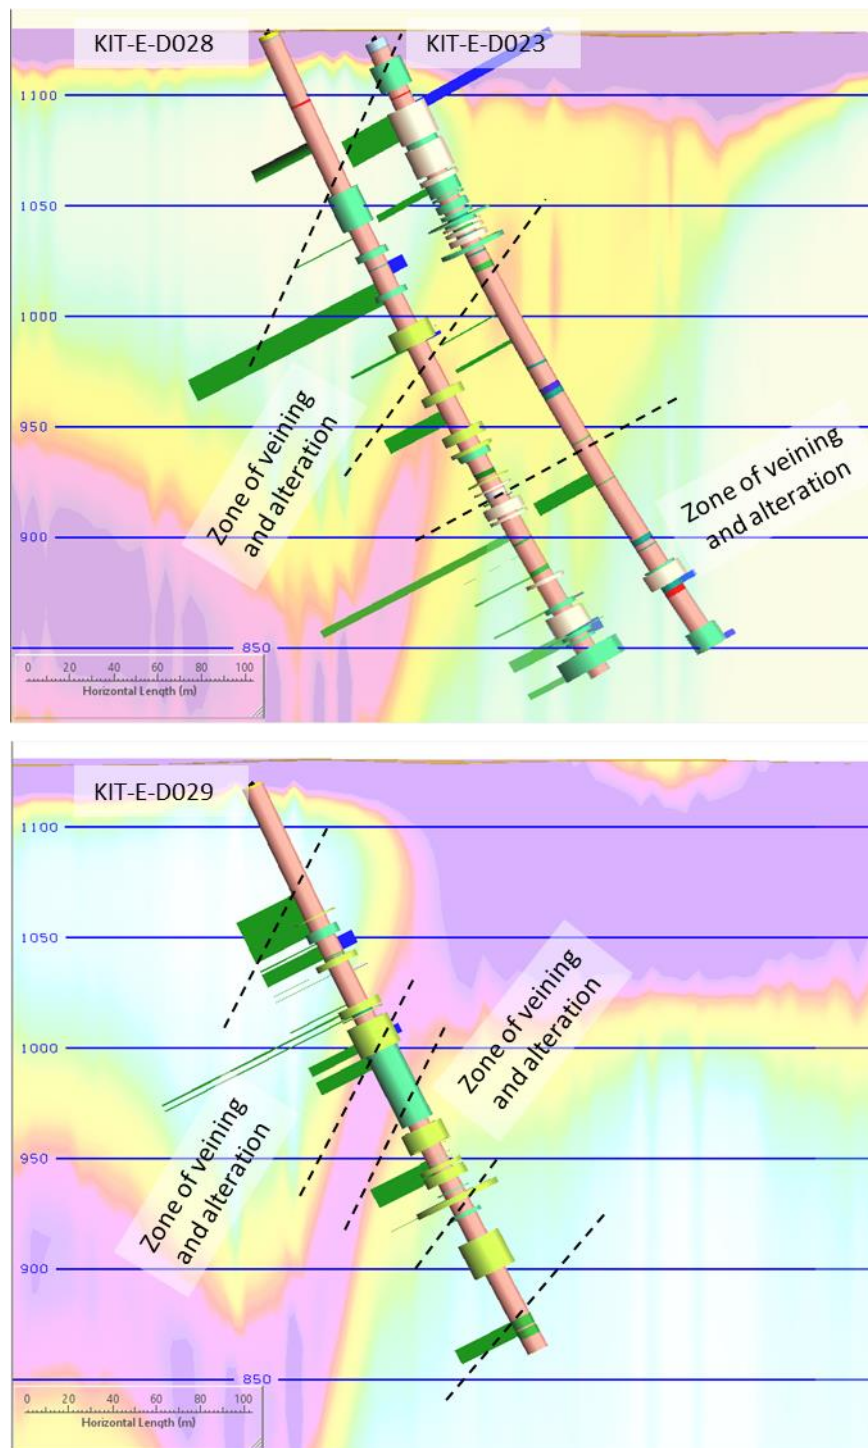 KIT-E-D028
KIT-E-D023
1100
1050
1000
950
900
850
Zone of veining
and alteration
Zone of veining
and alteration
0 20 40 60 80 100
Horizontal Length (m)
KIT-E-D029
1100
1050
1000
950
900
850
Zone of veining
and alteration
Zone of veining
and alteration
0 20 40 60 80 100
Horizontal Length (m)